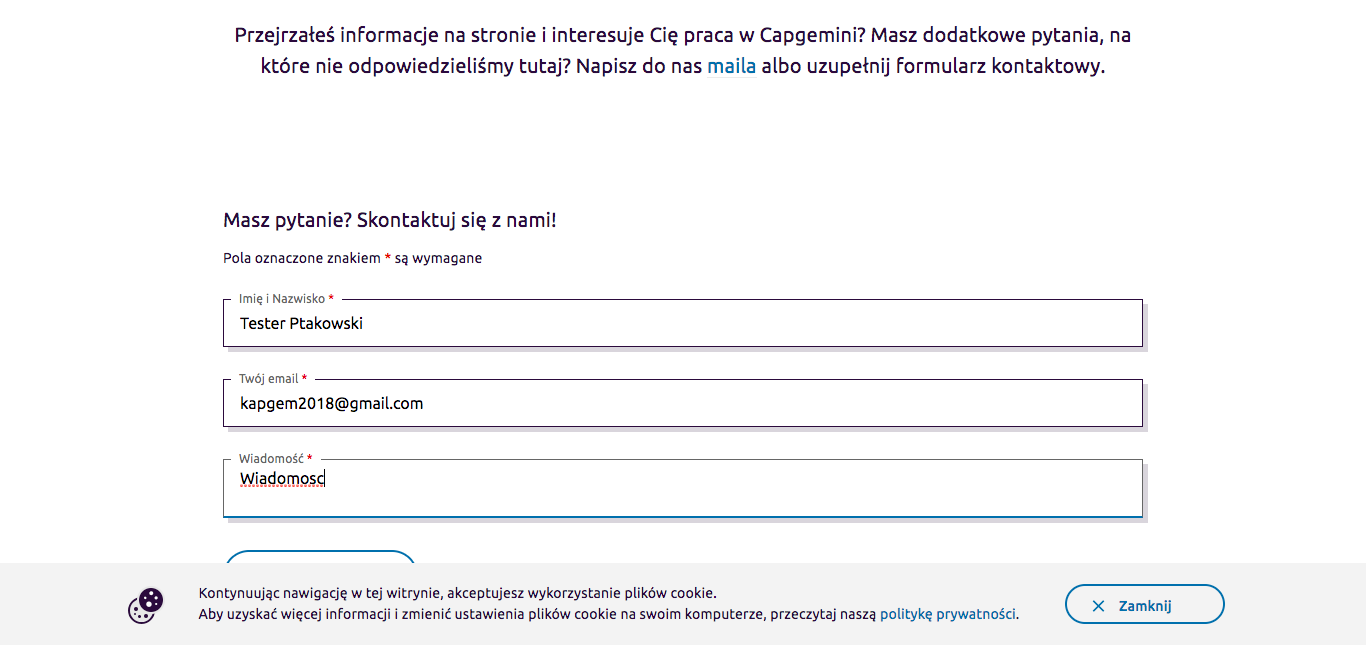 Przejrzałeś informacje na stronie i interesuje Cię praca w Capgemini? Masz dodatkowe pytania, na
które nie odpowiedzieliśmy tutaj? Napisz do nas maila albo uzupełnij formularz kontaktowy.
Masz pytanie? Skontaktuj się z nami!
Pola oznaczone znakiem * są wymagane
Imię i Nazwisko *
Tester Ptakowski
Twój email *
kapgem2018@gmail.com
Wiadomość *
Wiadomosc
Kontynuując nawigację w tej witrynie, akceptujesz wykorzystanie plików cookie.
Aby uzyskać więcej informacji i zmienić ustawienia plików cookie na swoim komputerze, przeczytaj naszą politykę prywatności.
Zamknij